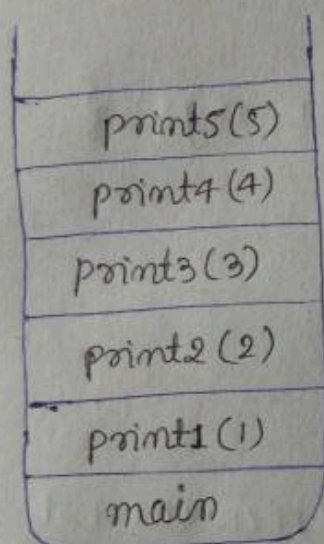 print5(5)
print4(4)
print3(3)
print2(2)
print1(1)
main